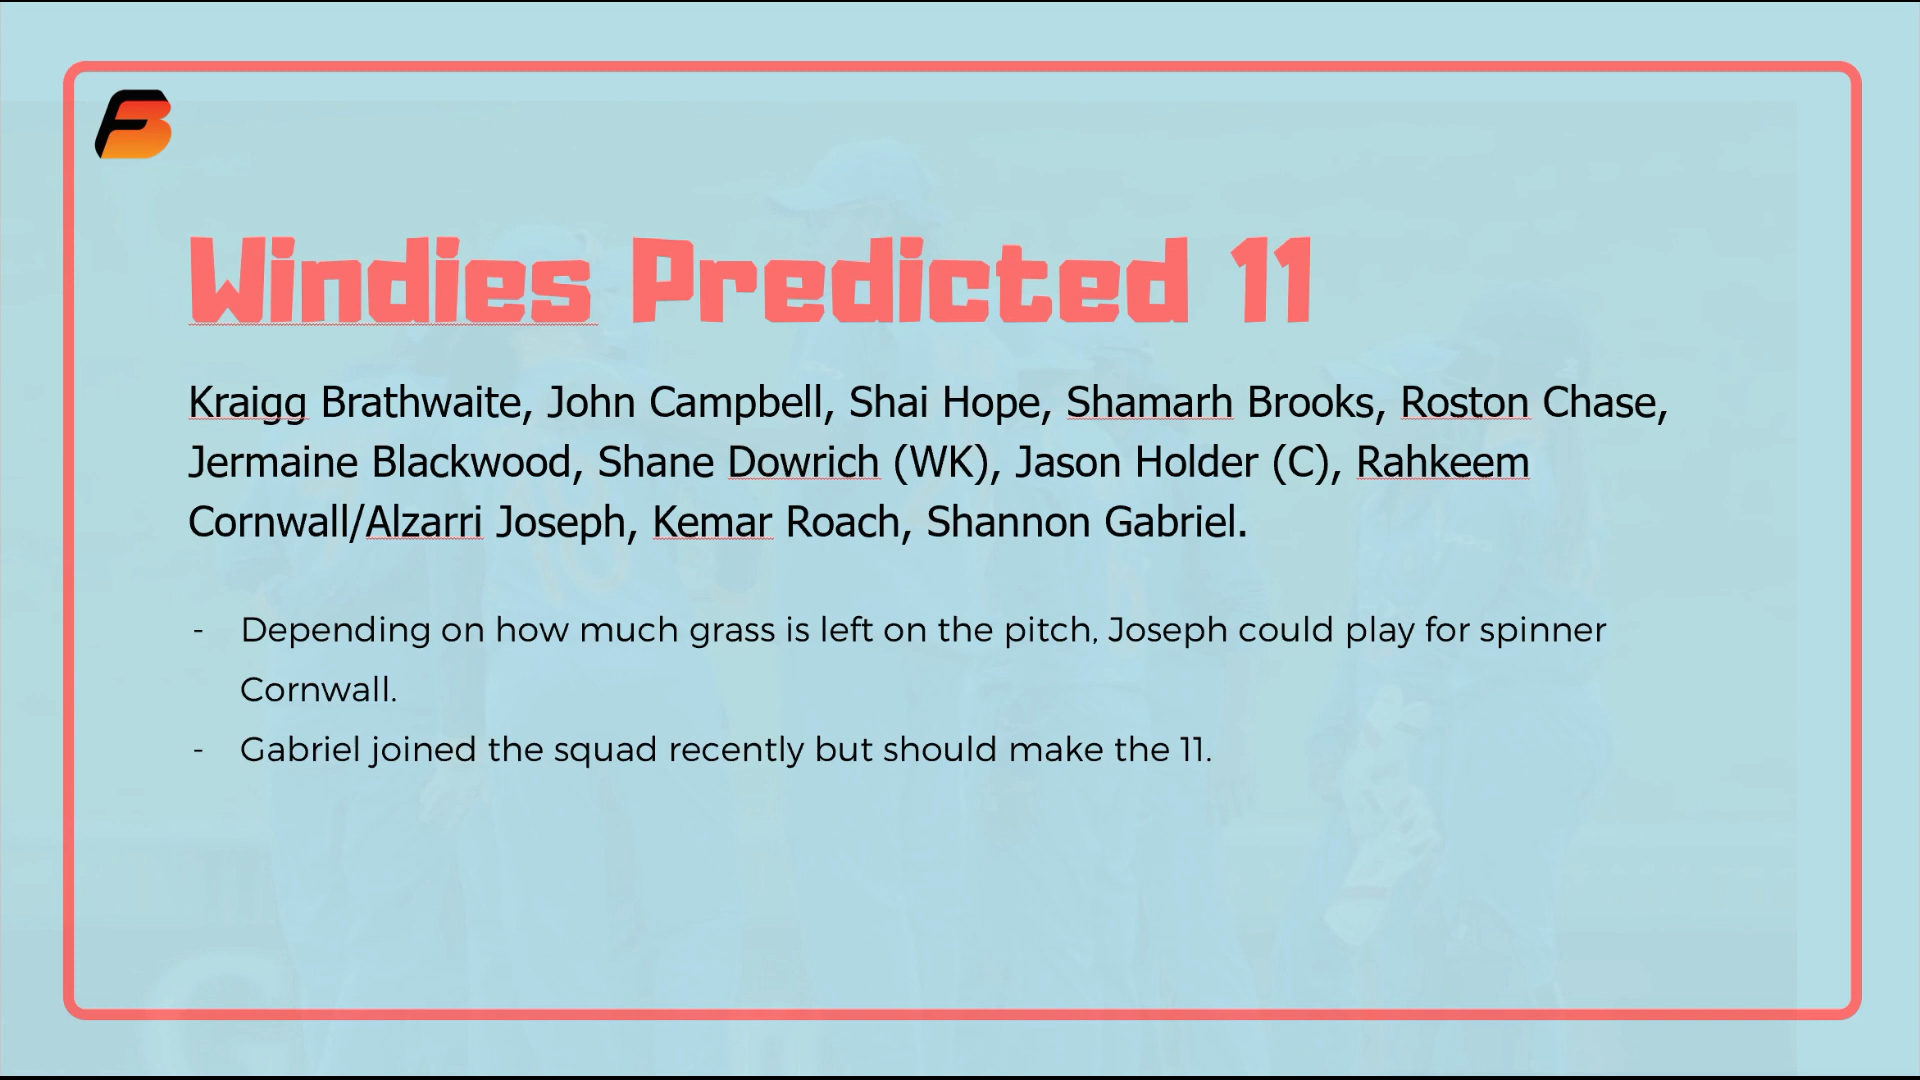 FB
Windies Predicted 11
Kraigg Brathwaite, John Campbell, Shai Hope, Shamarh Brooks, Roston Chase,
Jermaine Blackwood, Shane Dowrich (WK), Jason Holder (C), Rahkeem
Cornwall/Alzarri Joseph, Kemar Roach, Shannon Gabriel.
- Depending on how much grass is left on the pitch, Joseph could play for spinner
Cornwall.
- Gabriel joined the squad recently but should make the 11.